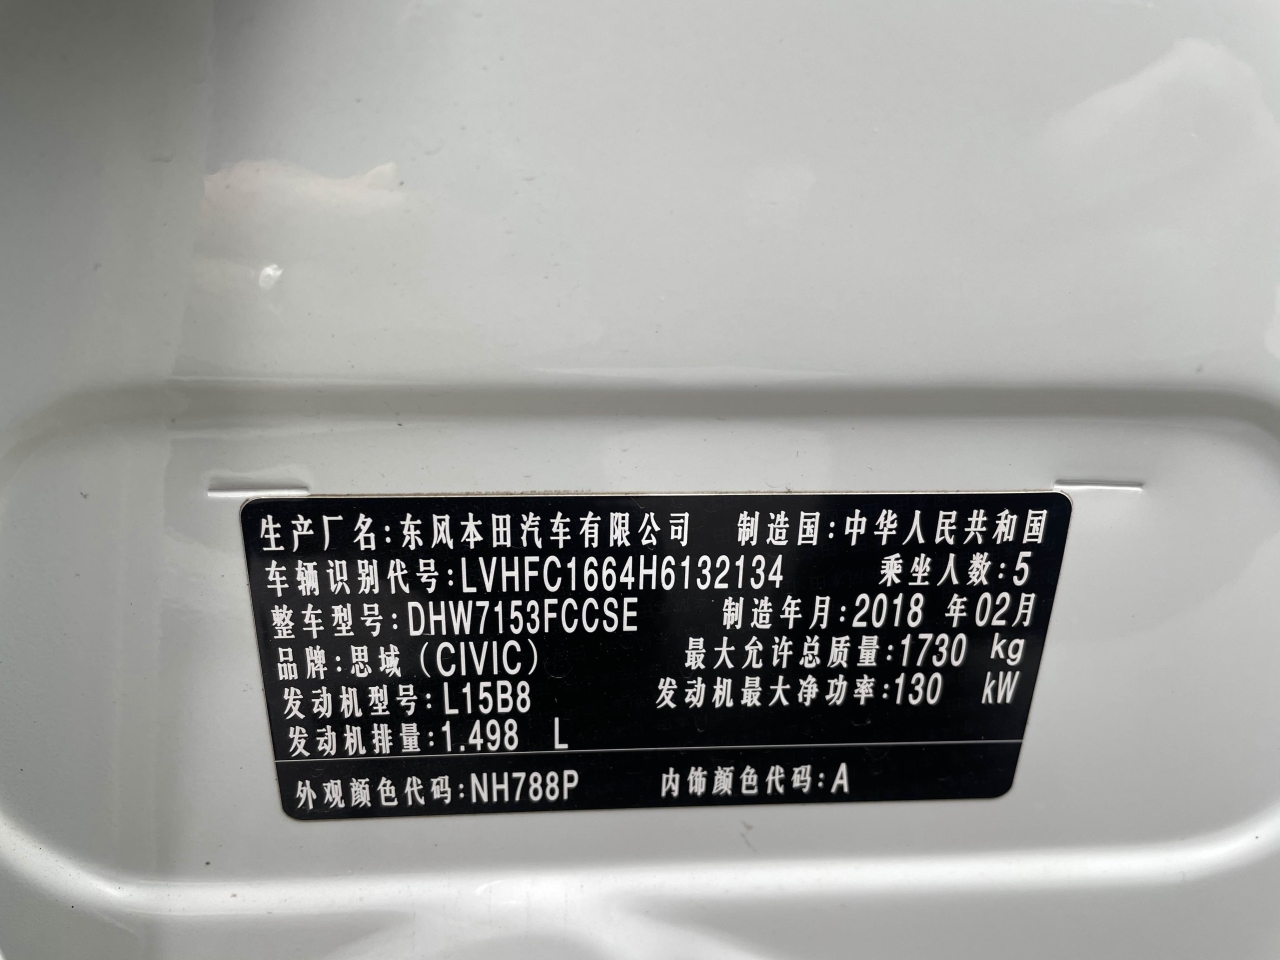 生产厂名:东风本田汽车有限公司 制造国:中华人民共和国
车辆识别代号:LVHFC1664H6132134 乘坐人数:5
整车型号:DHW7153FCCSE 制造年月:2018 年02月
品牌:思域(CIVIC) 最大允许总质量:1730 kg
发动机型号:L15B8 发动机最大净功率:130 kW
发动机排量:1.498 L
外观颜色代码:NH788P 内饰颜色代码:A